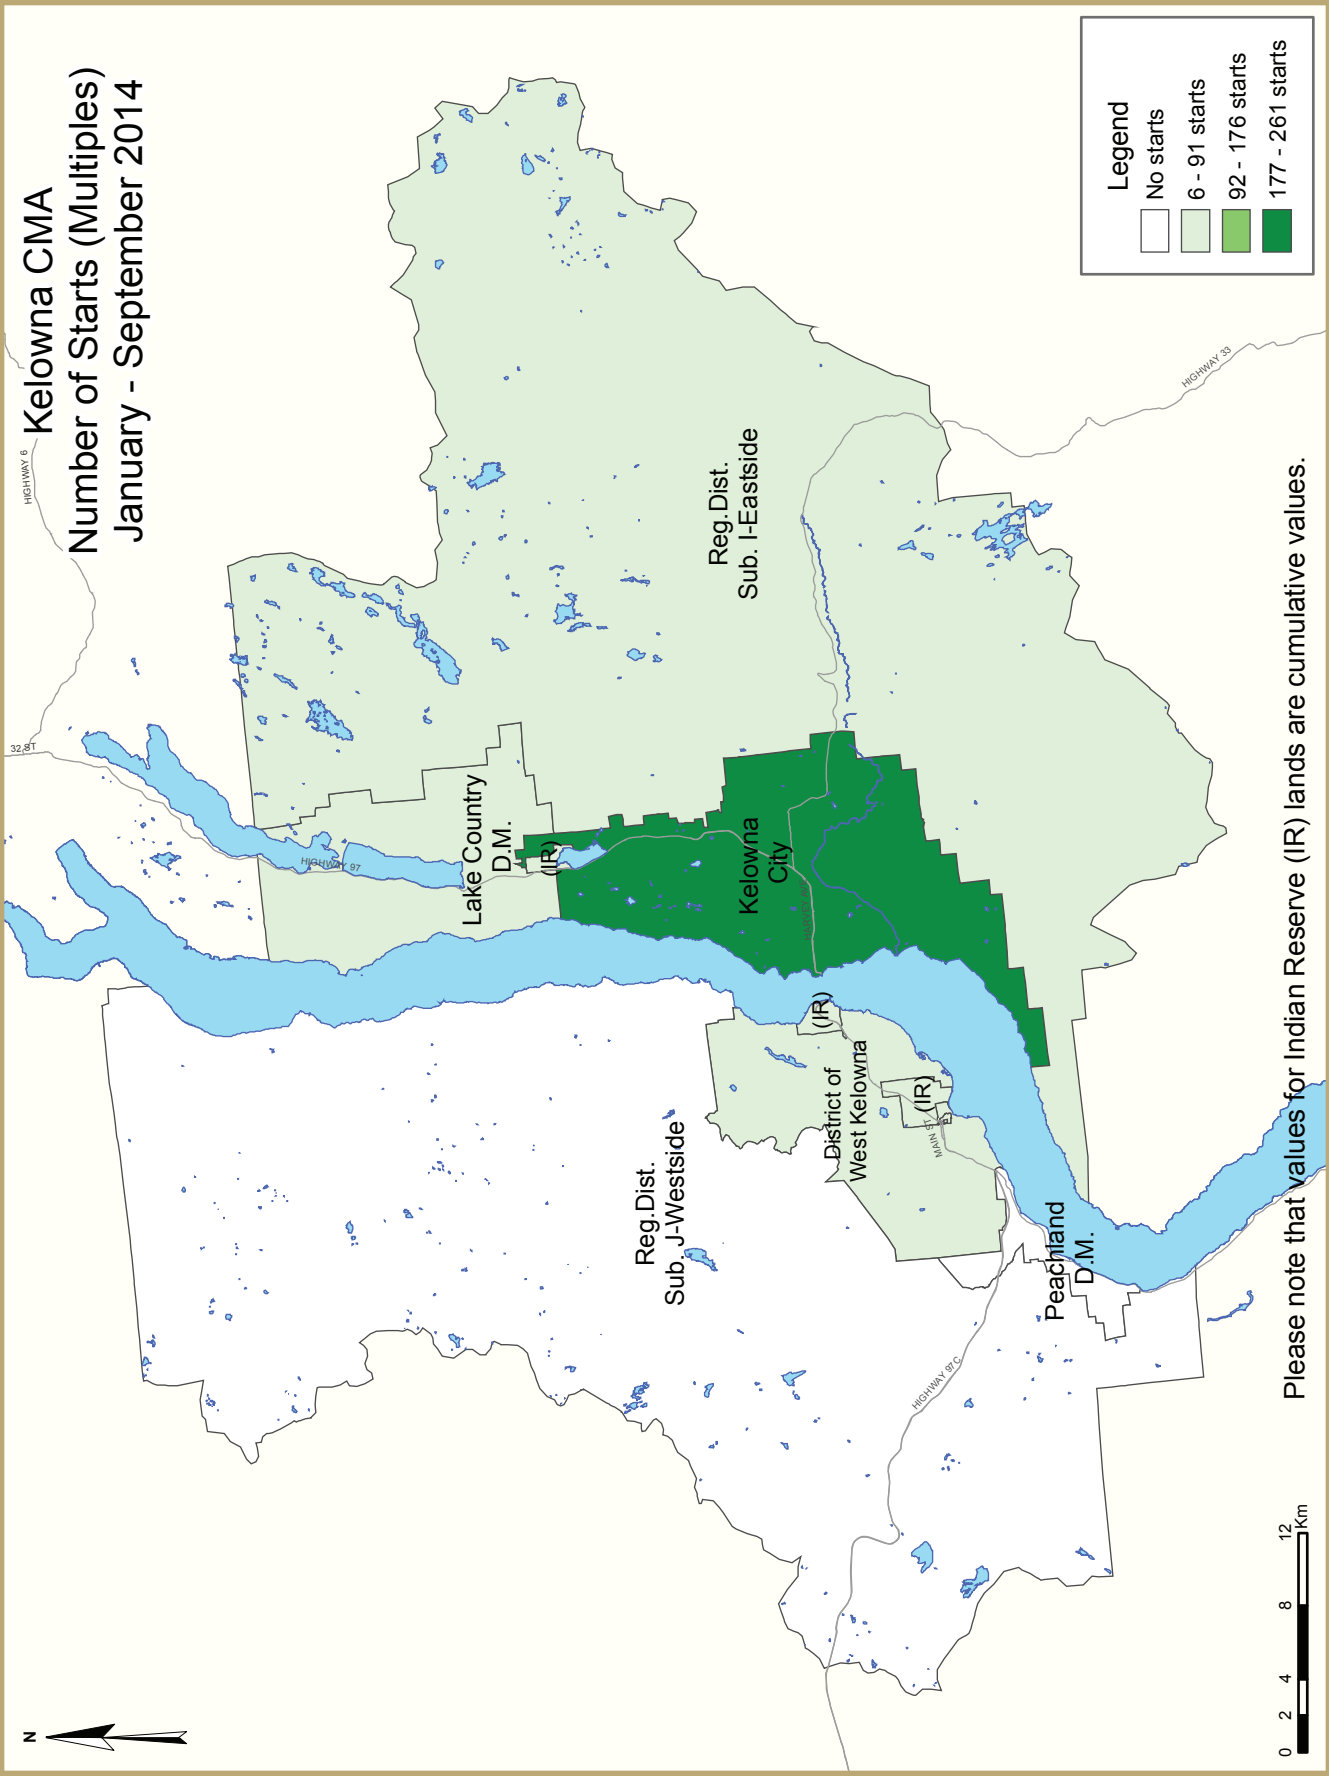 Kelowna CMA
Number of Starts (Multiples)
January - September 2014
N
HIGHWAY 6
32 ST
HIGHWAY 97
Lake Country
D.M.
(IR)
Reg.Dist.
Sub. I-Eastside
Kelowna
City
HARVEY AVE
HIGHWAY 33
(IR)
District of
West Kelowna
(IR)
MAIN ST
Reg.Dist.
Sub. J-Westside
Peachland
D.M.
HIGHWAY 97 C
Legend
No starts
6 - 91 starts
92 - 176 starts
177 - 261 starts
0 2 4 8 12
Km
Please note that values for Indian Reserve (IR) lands are cumulative values.